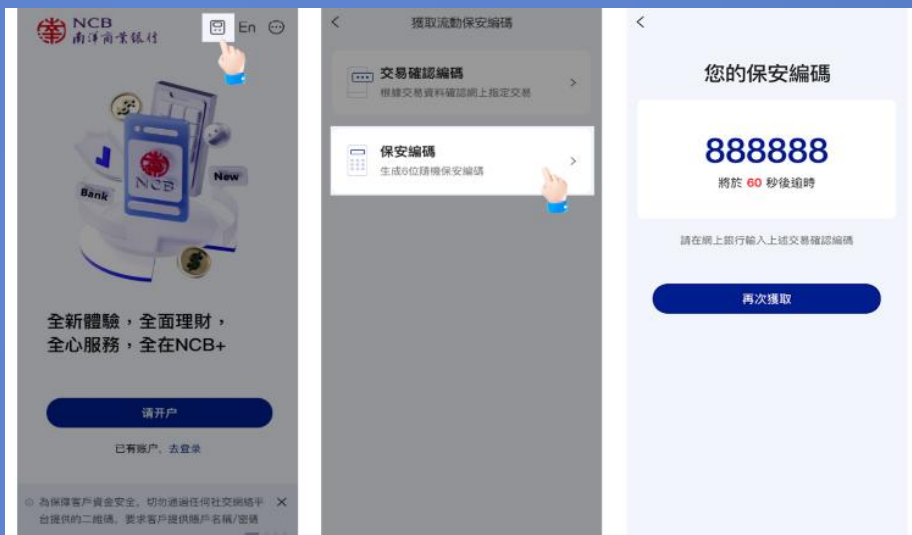 NCB
南洋商業銀行
En
NCB
Bank
New
全新體驗，全面理財，
全心服務，全在NCB+
请开户
已有账户，去登录
為保障客戶資金安全，切勿透過任何社交網絡平
台提供的二維碼，要求客戶提供賬戶名稱/密碼
獲取流動保安編碼
交易確認編碼
根據交易資料確認網上指定交易
保安編碼
生成6位隨機保安編碼
您的保安編碼
888888
將於 60 秒後逾時
請在網上銀行輸入上述交易確認編碼
再次獲取